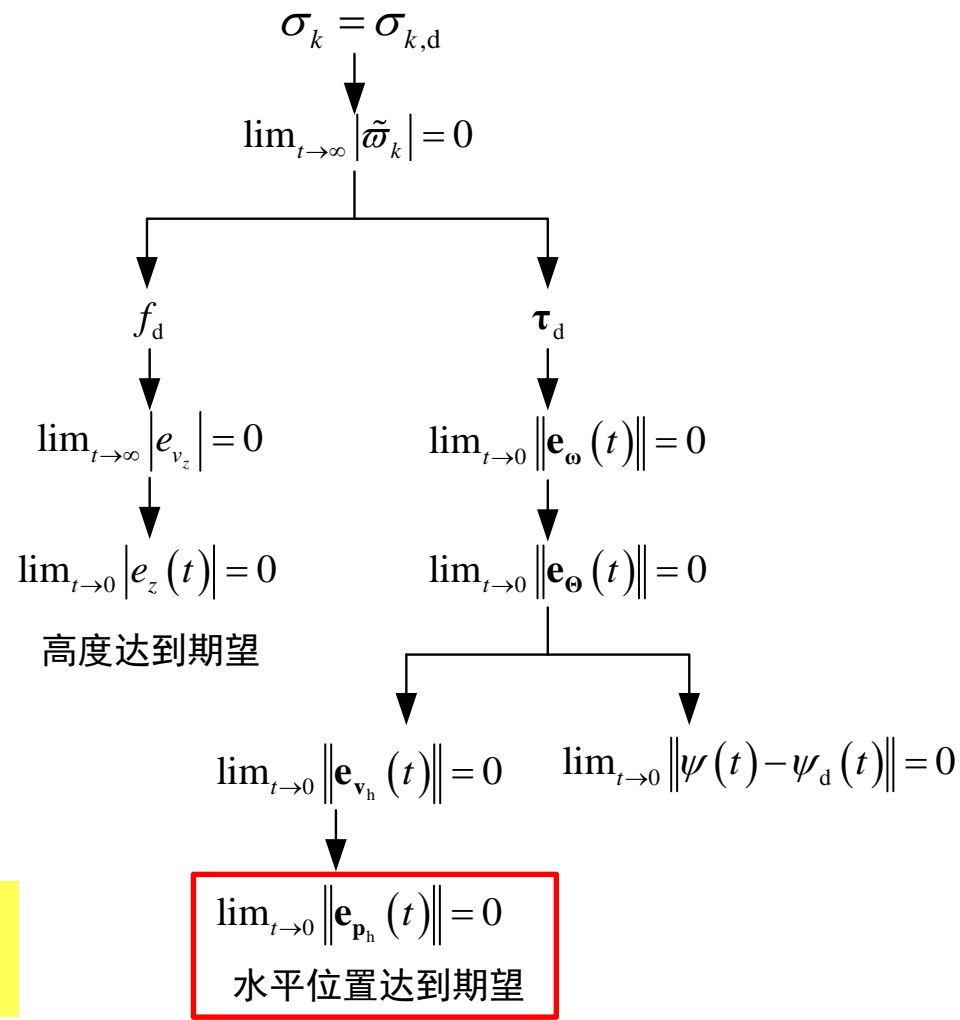 σ_k = σ_{k,d}
lim_{t→∞} |ϖ̃_k| = 0
f_d
τ_d
lim_{t→∞} |e_{v_z}| = 0
lim_{t→0} ‖e_ω(t)‖ = 0
lim_{t→0} |e_z(t)| = 0
lim_{t→0} ‖e_Θ(t)‖ = 0
高度达到期望
lim_{t→0} ‖e_{v_h}(t)‖ = 0
lim_{t→0} ‖ψ(t)−ψ_d(t)‖ = 0
lim_{t→0} ‖e_{p_h}(t)‖ = 0
水平位置达到期望